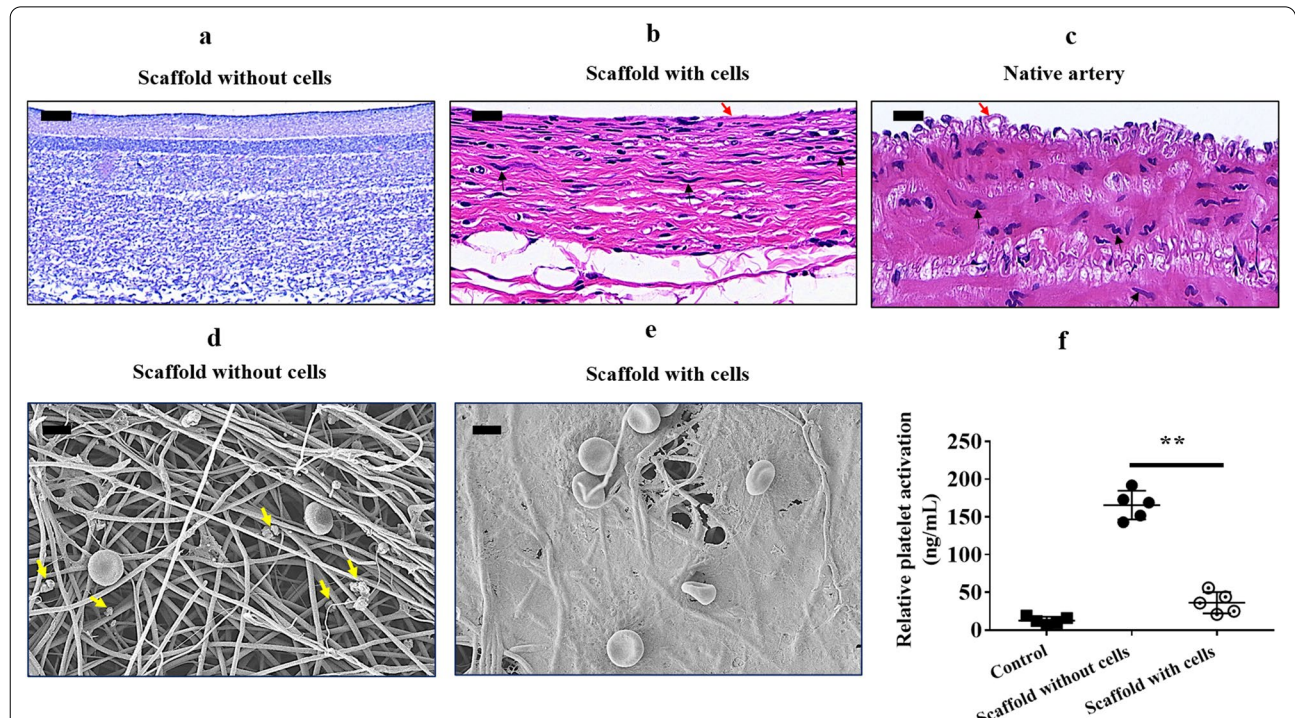 a
Scaffold without cells
b
Scaffold with cells
c
Native artery
d
Scaffold without cells
e
Scaffold with cells
f
Relative platelet activation
(ng/mL)
250
200
150
100
50
0
**
Control
Scaffold without cells
Scaffold with cells